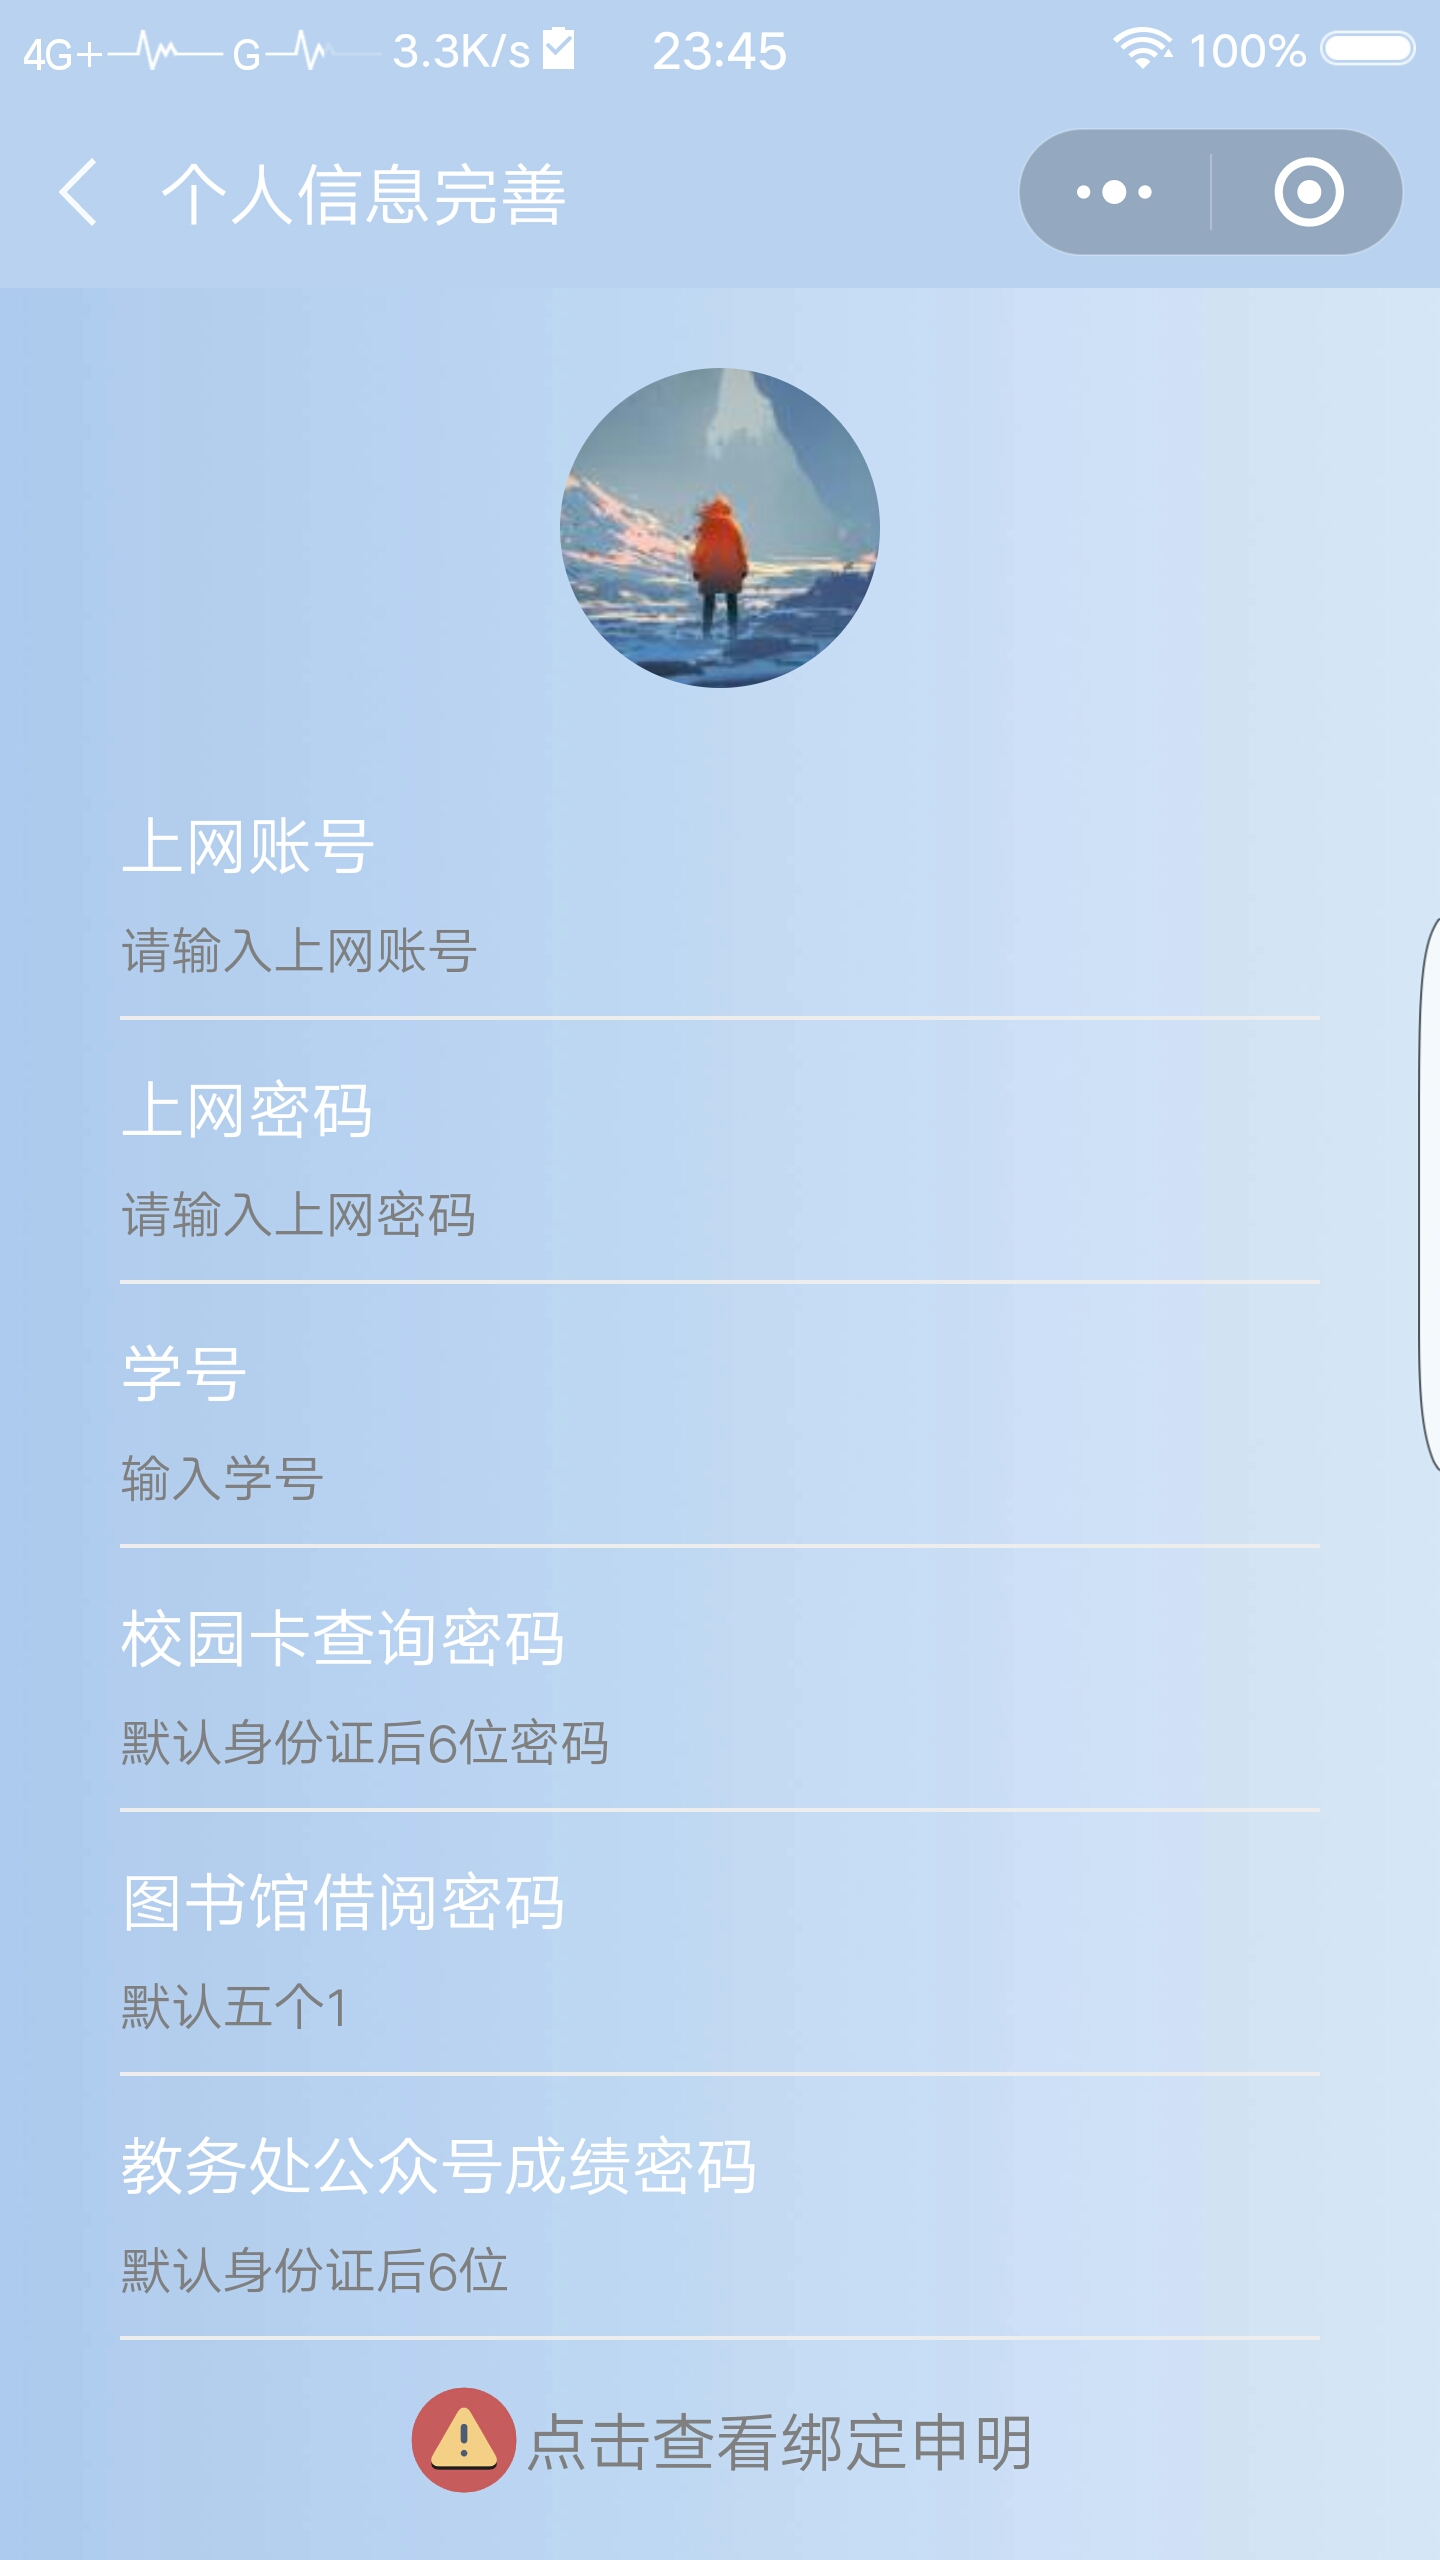 4G+ G 3.3K/s 23:45 100%
个人信息完善
上网账号
请输入上网账号
上网密码
请输入上网密码
学号
输入学号
校园卡查询密码
默认身份证后6位密码
图书馆借阅密码
默认五个1
教务处公众号成绩密码
默认身份证后6位
点击查看绑定申明